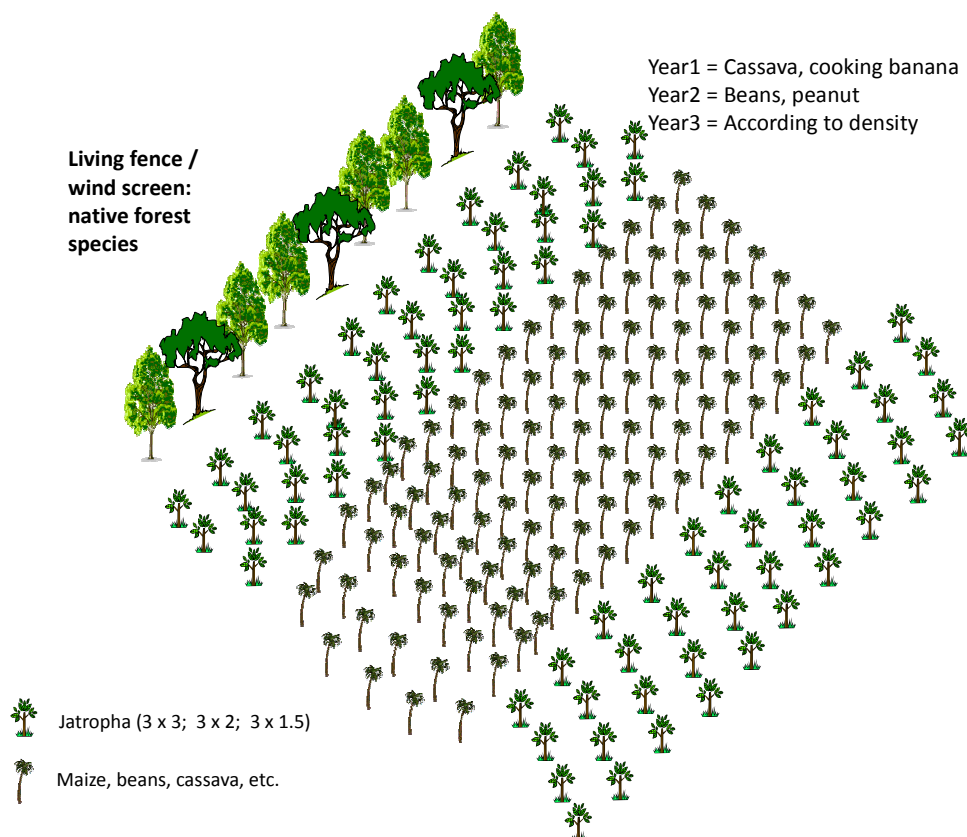 Year1 = Cassava, cooking banana
Year2 = Beans, peanut
Year3 = According to density
Living fence /
wind screen:
native forest
species
Jatropha (3 x 3; 3 x 2; 3 x 1.5)
Maize, beans, cassava, etc.